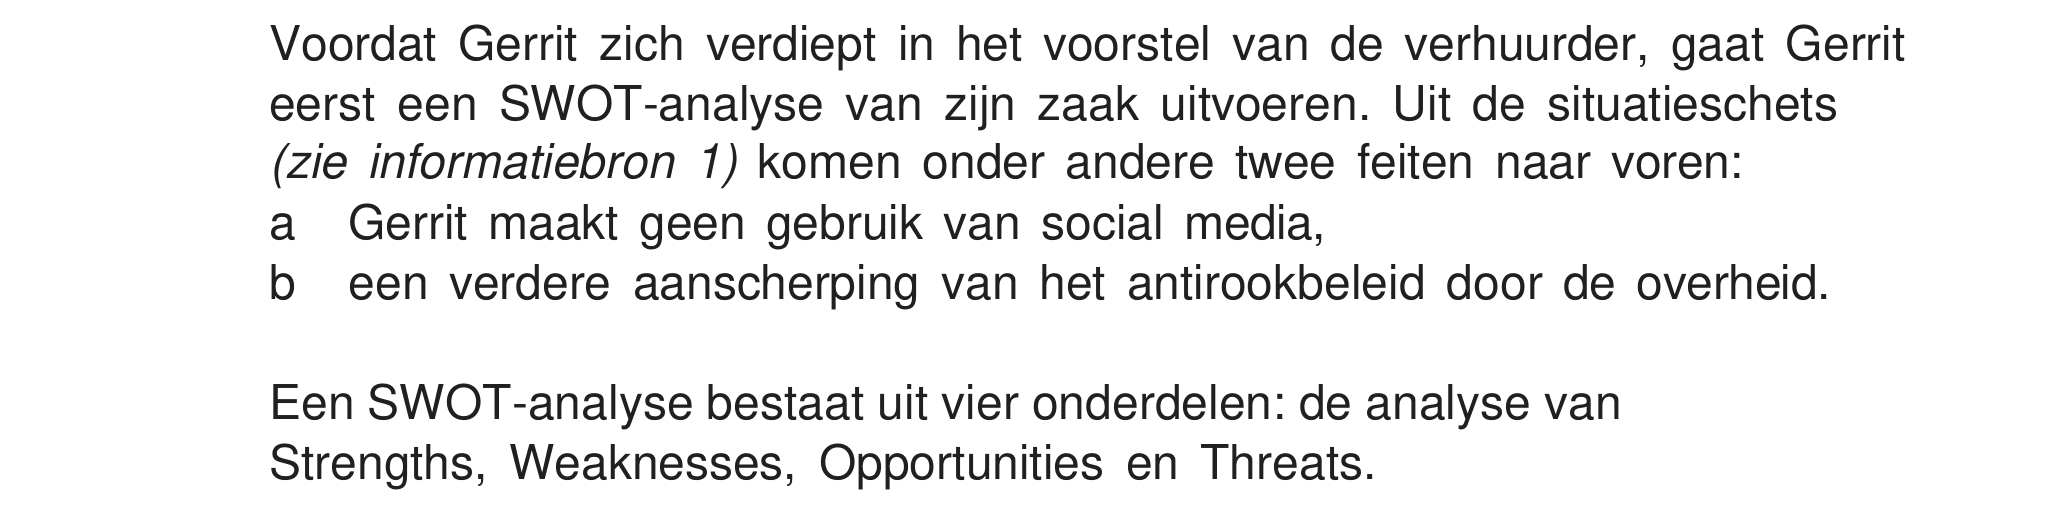 Voordat Gerrit zich verdiept in het voorstel van de verhuurder, gaat Gerrit
eerst een SWOT-analyse van zijn zaak uitvoeren. Uit de situatieschets
(zie informatiebron 1) komen onder andere twee feiten naar voren:
a Gerrit maakt geen gebruik van social media,
b een verdere aanscherping van het antirookbeleid door de overheid.
Een SWOT-analyse bestaat uit vier onderdelen: de analyse van
Strengths, Weaknesses, Opportunities en Threats.